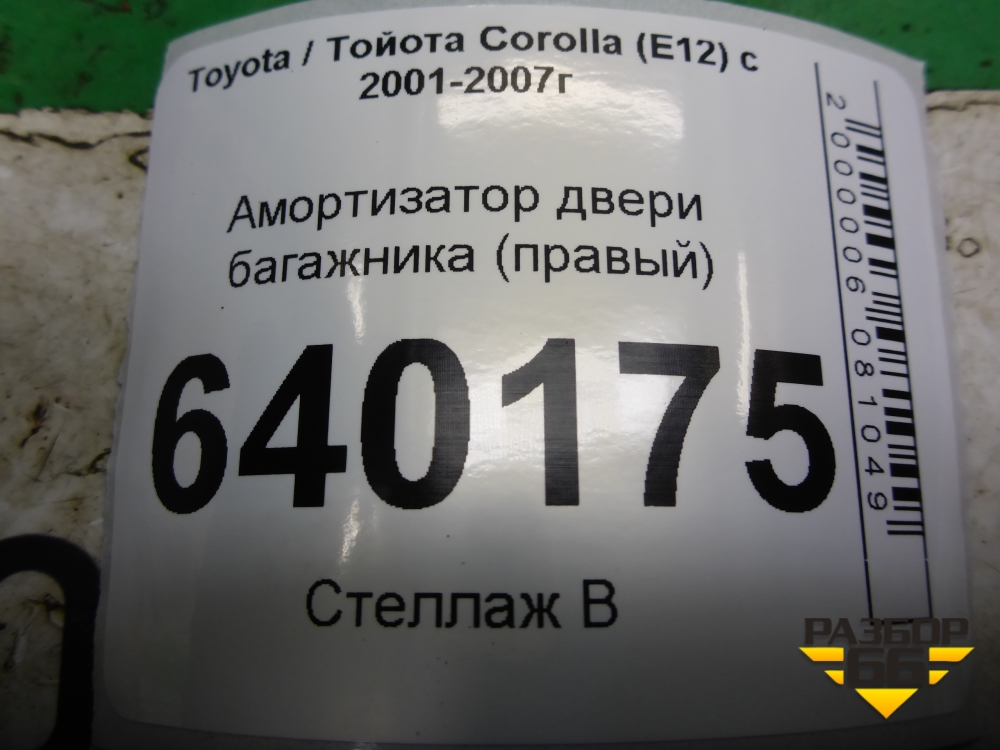 Toyota / Тойота Corolla (E12) с
2001-2007г
Амортизатор двери
багажника (правый)
640175
Стеллаж В
2000006081049
РАЗБОР
66